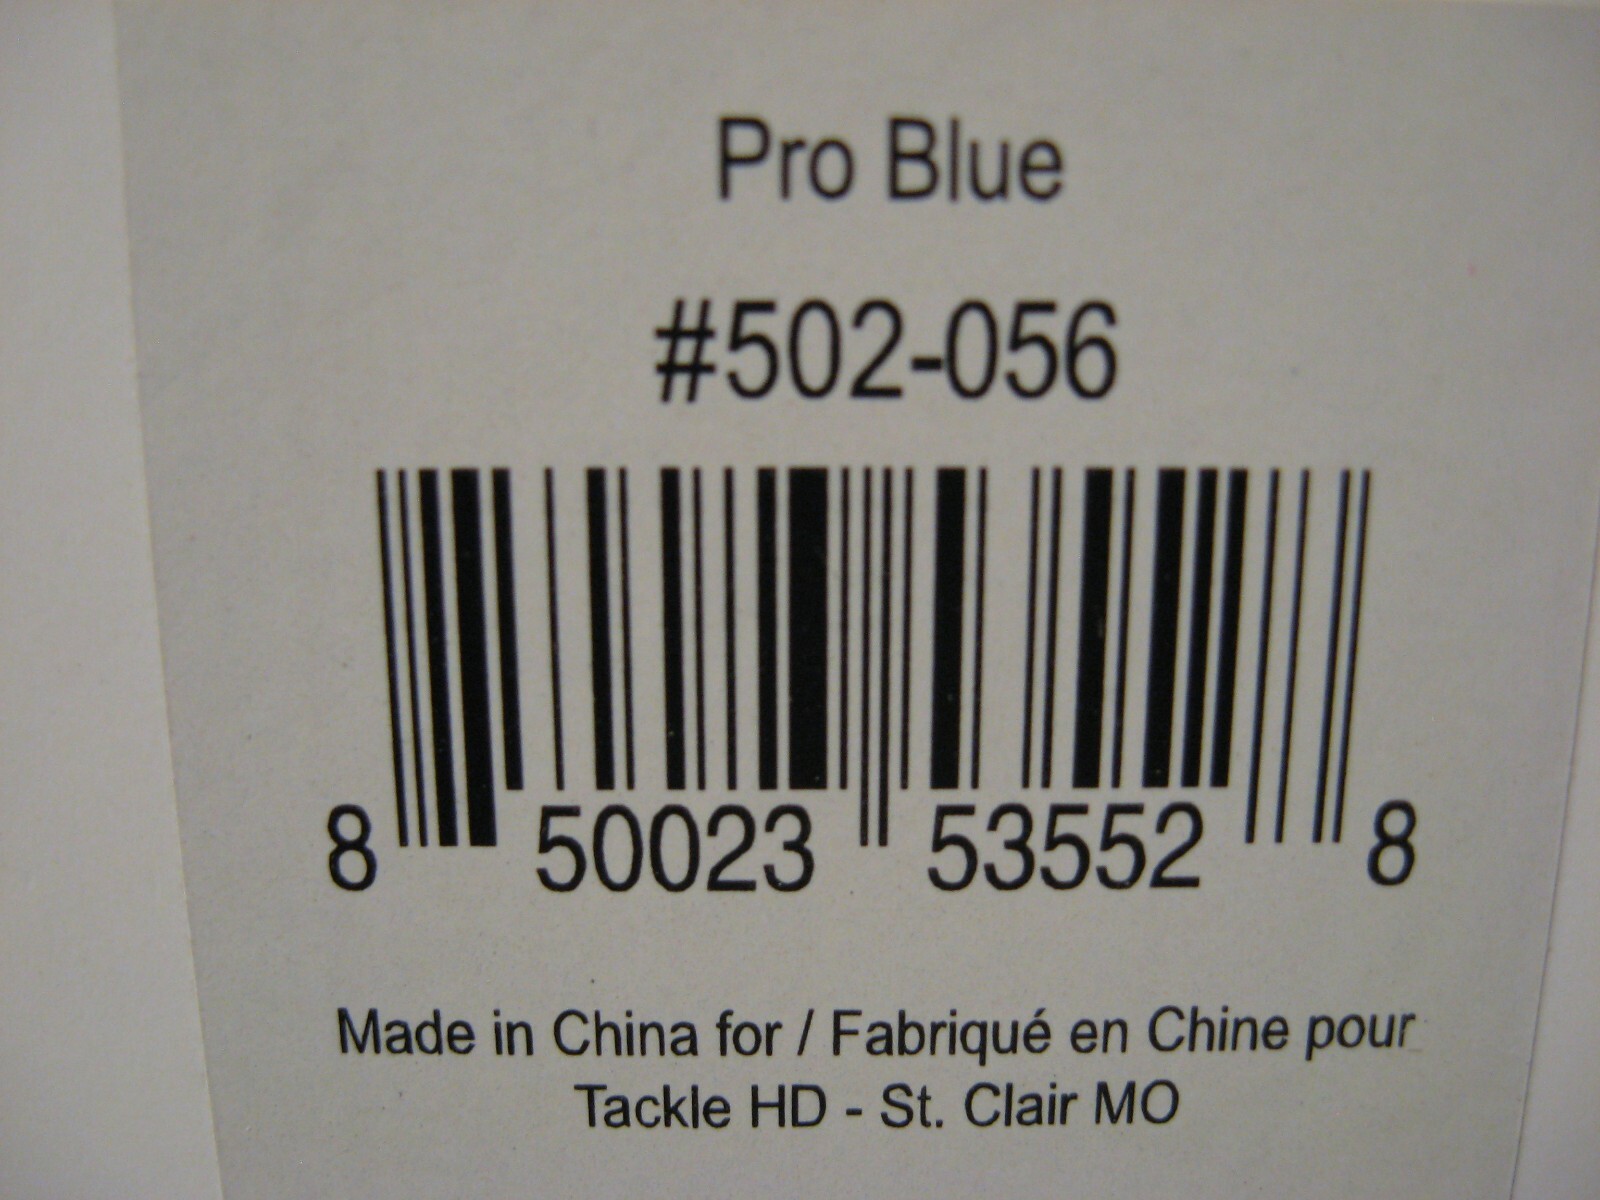 Pro Blue
#502-056
8 50023 53552 8
Made in China for / Fabriqué en Chine pour
Tackle HD - St. Clair MO